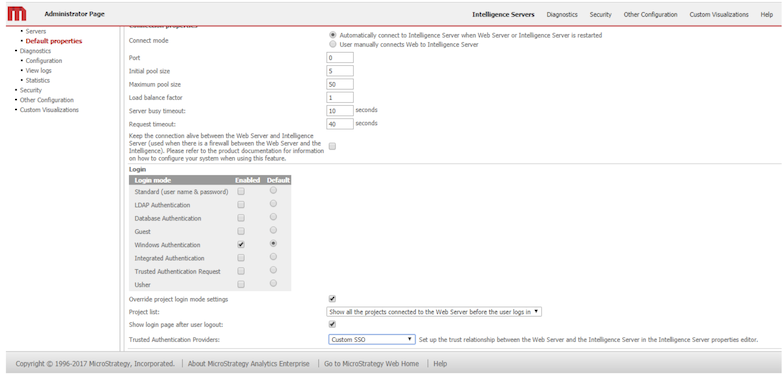 Administrator Page
Intelligence Servers Diagnostics Security Other Configuration Custom Visualizations Help
Servers
Default properties
Diagnostics
Configuration
View logs
Statistics
Security
Other Configuration
Custom Visualizations
Connection properties
Connect mode
Automatically connect to Intelligence Server when Web Server or Intelligence Server is restarted
User manually connects Web to Intelligence Server
Port 0
Initial pool size 5
Maximum pool size 50
Load balance factor 1
Server busy timeout: 10 seconds
Request timeout: 40 seconds
Keep the connection alive between the Web Server and Intelligence
Server (used when there is a firewall between the Web Server and the
Intelligence). Please refer to the product documentation for information
on how to configure your system when using this feature.
Login
Login mode Enabled Default
Standard (user name & password)
LDAP Authentication
Database Authentication
Guest
Windows Authentication
Integrated Authentication
Trusted Authentication Request
Usher
Override project login mode settings
Project list: Show all the projects connected to the Web Server before the user logs in
Show login page after user logout:
Trusted Authentication Providers: Custom SSO Set up the trust relationship between the Web Server and the Intelligence Server in the Intelligence Server properties editor.
Copyright © 1996-2017 MicroStrategy, Incorporated. | About MicroStrategy Analytics Enterprise | Go to MicroStrategy Web Home | Help